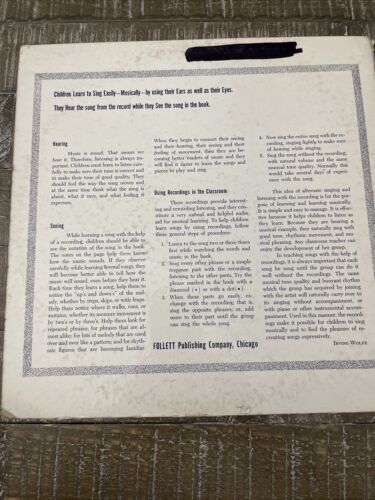 Children Learn to Sing Easily—Musically—by using their Ears as well as their Eyes.
They Hear the song from the record while they See the song in the book.
Hearing
Music is sound. That means we
hear it. Therefore, listening is always im-
portant. Children must learn to listen care-
fully to make sure their tone is correct and
to make their tone of good quality. They
should feel the way the song moves and
at the same time think what the song is
about, what it says, and what feeling it
expresses.
Seeing
While learning a song with the help
of a recording, children should be able to
see the notation of the song in the book.
The notes on the page help them know
how the music sounds. If they observe
carefully while learning several songs, they
will become better able to tell how the
music will sound, even before they hear it.
Each time they learn a song, help them to
notice the "up's and down's" of the mel-
ody, whether by steps, skips, or wide leaps.
Help them notice where it walks, runs, or
sustains; whether its measure movement is
by two's or by three's. Help them look for
repeated phrases; for phrases that are al-
most alike; for bits of melody that are used
over and over like a pattern; and for rhyth-
mic figures that are becoming familiar.
When they begin to connect their seeing
and their hearing, their seeing and their
feeling of movement, then they are be-
coming better readers of music and they
will find it easier to learn the songs and
pieces to play and sing.
Using Recordings in the Classroom
These recordings provide interest-
ing and rewarding listening, and they con-
stitute a very natural and helpful audio-
aid for musical learning. To help children
learn songs by using recordings, follow
these general steps of procedure:
1. Listen to the song two or three times
first while watching the words and
music in the book.
2. Sing every other phrase or a simple
response part with the recording,
listening to the other parts. Try the
phrase marked in the book with a
diamond (⬩) or with a dot (•).
3. When these parts go easily, ex-
change with the recording; that is,
sing the opposite phrases; or, add
more to their part until the group
can sing the whole song.
FOLLETT Publishing Company, Chicago
4. Now sing the entire song with the re-
cording, singing lightly to make sure
of hearing while singing.
5. Sing the song without the recording,
with natural volume and the same
musical tone quality. Normally this
would take several days' of experi-
ence with the song.
This idea of alternate singing and
listening with the recording is for the pur-
pose of learning and learning musically.
It is simple and easy to manage. It is effec-
tive because it helps children to listen as
they learn. Because they are hearing a
musical example, they naturally sing with
good tone, rhythmic movement, and mu-
sical phrasing. Any classroom teacher can
enjoy the development of her group.
In teaching songs with the help of
recordings, it is always important that each
song be sung until the group can do it
well without the recordings. The same
musical tone quality and buoyant rhythm
which the group has acquired by joining
with the artist will naturally carry over to
its singing without accompaniment, or
with piano or other instrumental accom-
paniment. Used in this manner, the record-
ings make it possible for children to sing
musically and to find the pleasure of re-
creating songs expressively.
IRVING WOLFE